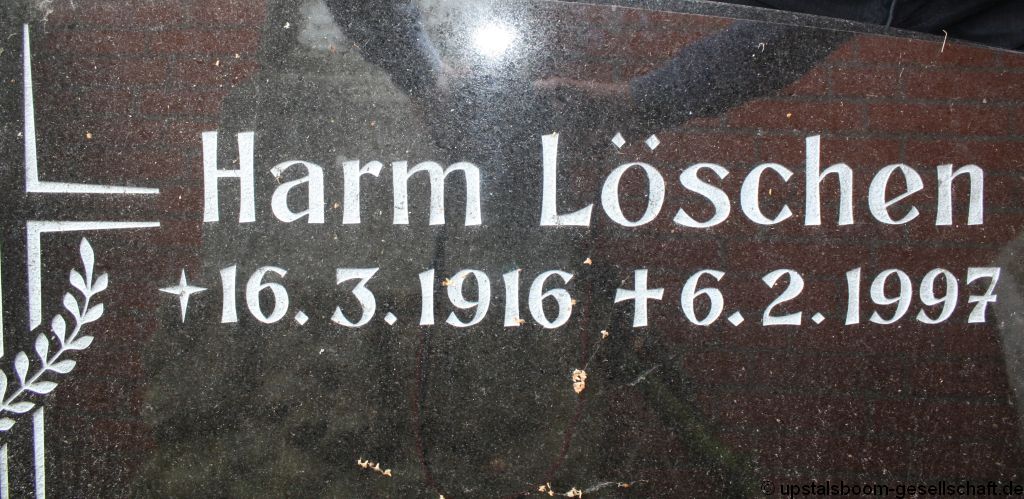 Harm Löschen
16.3.1916 ✝ 6.2.1997
© upstalsboom-gesellschaft.de